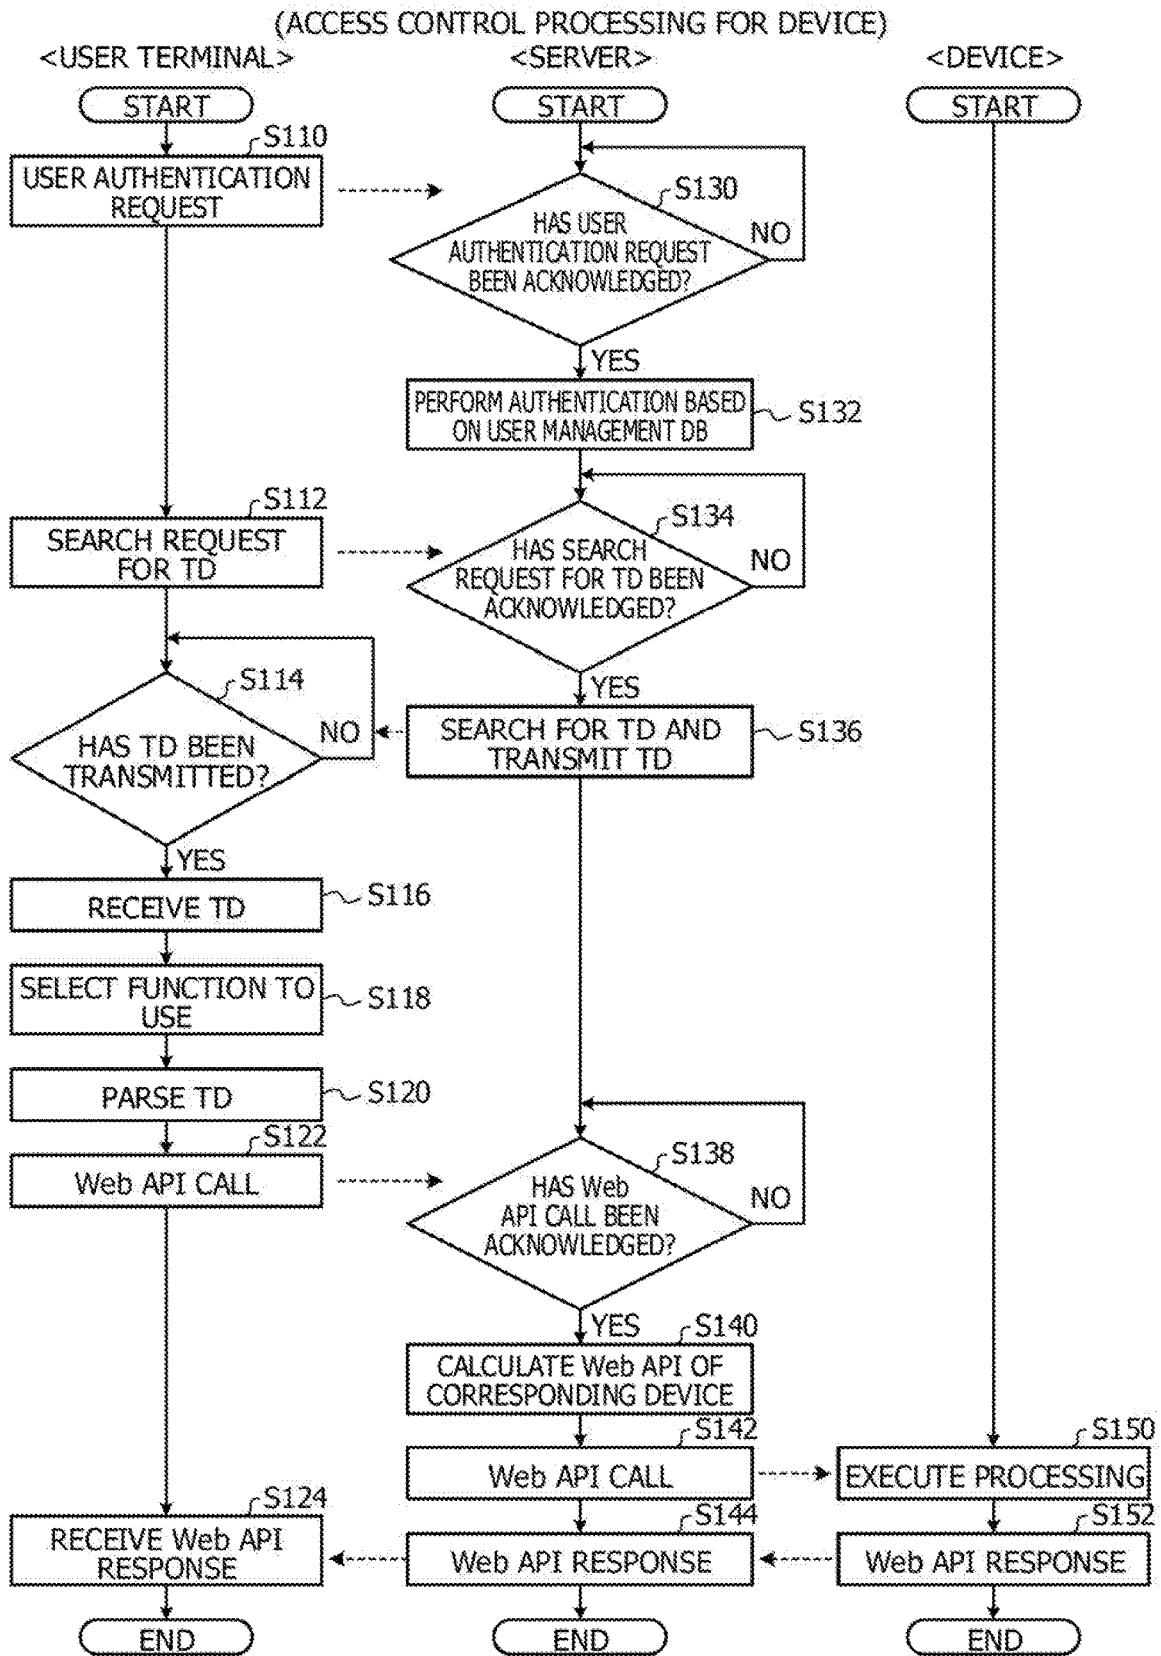 (ACCESS CONTROL PROCESSING FOR DEVICE)
<USER TERMINAL>
<SERVER>
<DEVICE>
START
START
START
S110
USER AUTHENTICATION
REQUEST
S130
HAS USER
AUTHENTICATION REQUEST
BEEN ACKNOWLEDGED?
NO
YES
PERFORM AUTHENTICATION BASED
ON USER MANAGEMENT DB
S132
S112
SEARCH REQUEST
FOR TD
S134
HAS SEARCH
REQUEST FOR TD BEEN
ACKNOWLEDGED?
NO
YES
S114
HAS TD BEEN
TRANSMITTED?
NO
SEARCH FOR TD AND
TRANSMIT TD
S136
YES
RECEIVE TD
S116
SELECT FUNCTION TO
USE
S118
PARSE TD
S120
S122
Web API CALL
S138
HAS Web
API CALL BEEN
ACKNOWLEDGED?
NO
YES
S140
CALCULATE Web API OF
CORRESPONDING DEVICE
S142
Web API CALL
S150
EXECUTE PROCESSING
S124
RECEIVE Web API
RESPONSE
S144
Web API RESPONSE
S152
Web API RESPONSE
END
END
END